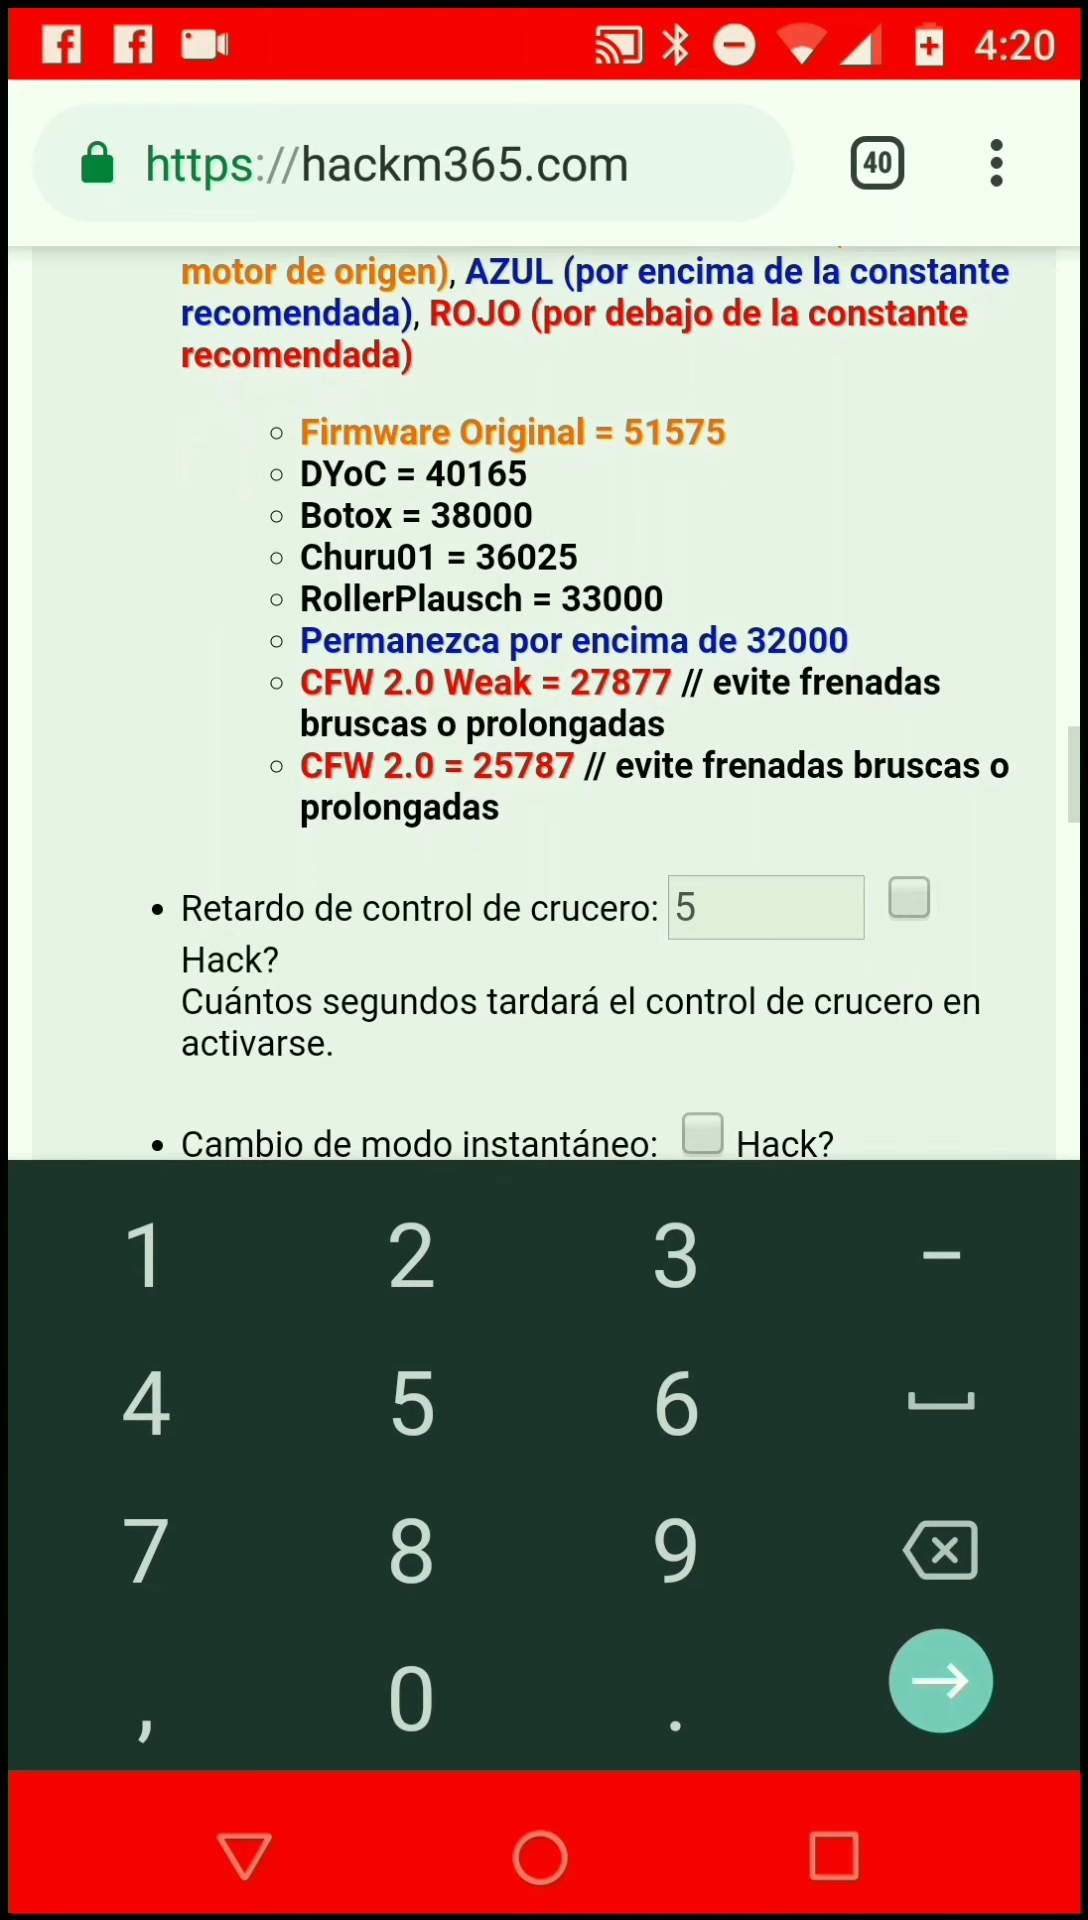 4:20
https://hackm365.com
40
motor de origen), AZUL (por encima de la constante
recomendada), ROJO (por debajo de la constante
recomendada)
Firmware Original = 51575
DYoC = 40165
Botox = 38000
Churu01 = 36025
RollerPlausch = 33000
Permanezca por encima de 32000
CFW 2.0 Weak = 27877 // evite frenadas
bruscas o prolongadas
CFW 2.0 = 25787 // evite frenadas bruscas o
prolongadas
Retardo de control de crucero: 5
Hack?
Cuántos segundos tardará el control de crucero en
activarse.
Cambio de modo instantáneo: Hack?
1 2 3 –
4 5 6
7 8 9
, 0 .